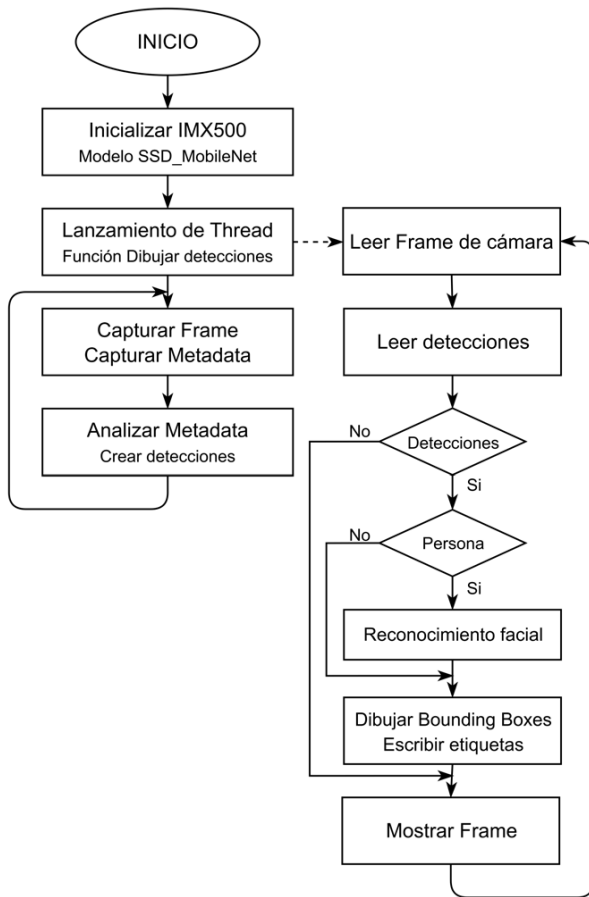 INICIO
Inicializar IMX500
Modelo SSD_MobileNet
Lanzamiento de Thread
Función Dibujar detecciones
Capturar Frame
Capturar Metadata
Analizar Metadata
Crear detecciones
Leer Frame de cámara
Leer detecciones
Detecciones
No
Si
Persona
No
Si
Reconocimiento facial
Dibujar Bounding Boxes
Escribir etiquetas
Mostrar Frame